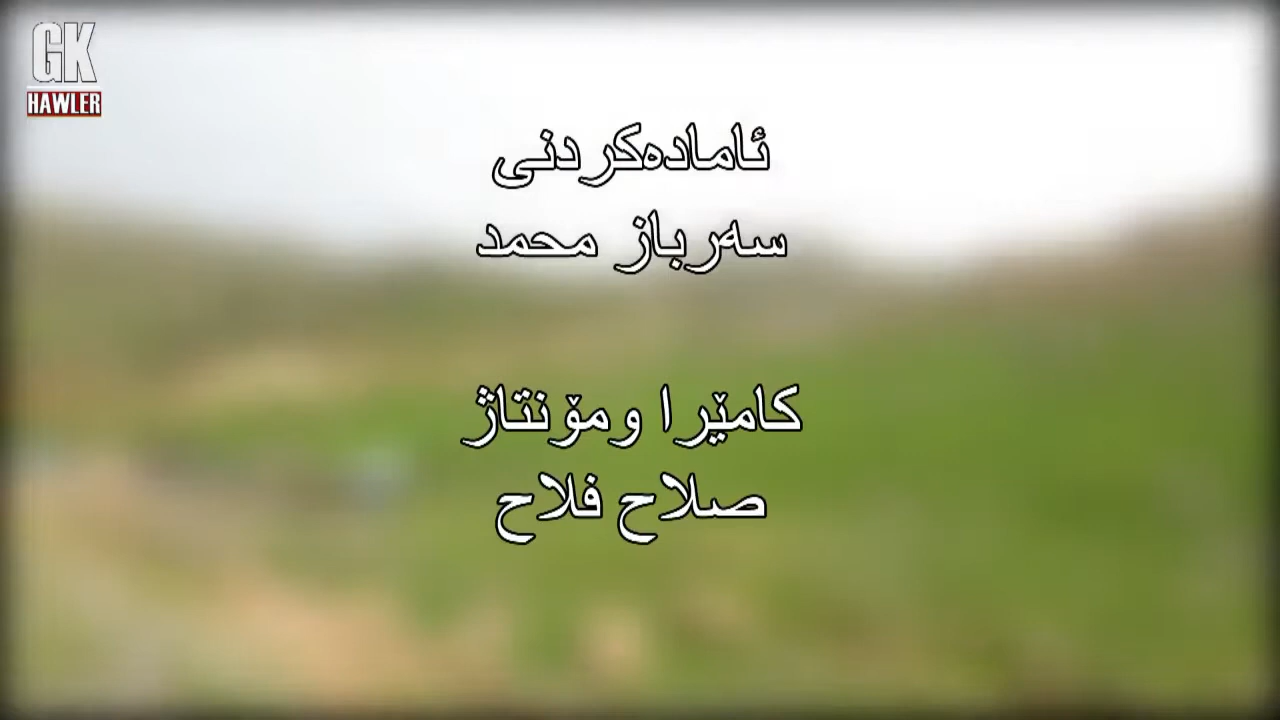 GK
HAWLER
ئامادەکردنی
سەرباز محمد
کامێرا ومۆنتاژ
صلاح فلاح